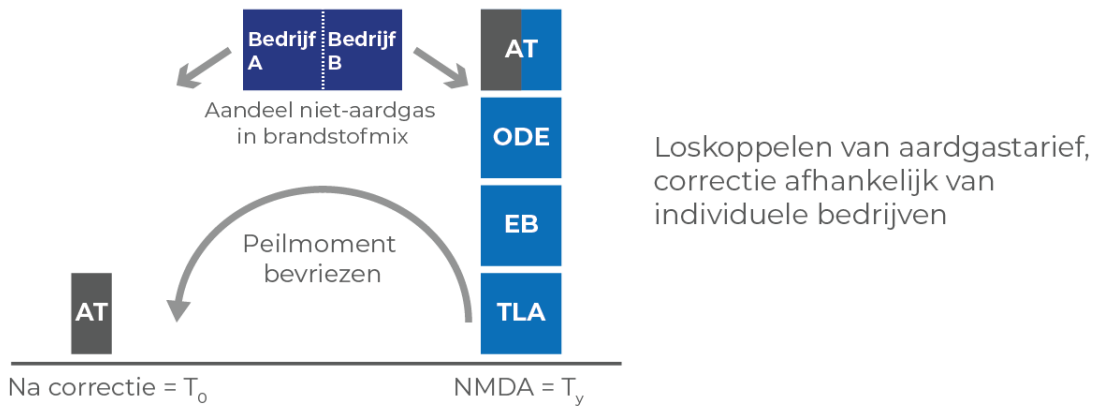 Bedrijf A
Bedrijf B
AT
Aandeel niet-aardgas
in brandstofmix
ODE
Loskoppelen van aardgastarief,
correctie afhankelijk van
individuele bedrijven
EB
Peilmoment
bevriezen
AT
TLA
Na correctie = T₀
NMDA = Tᵧ